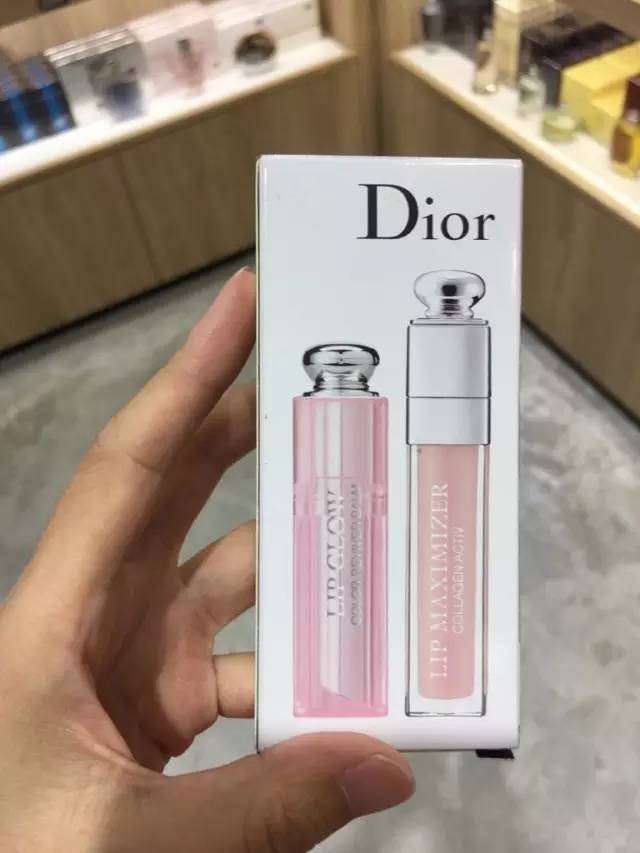 Dior
LIP GLOW
COLOR REVIVER BALM
LIP MAXIMIZER
COLLAGEN ACTIV